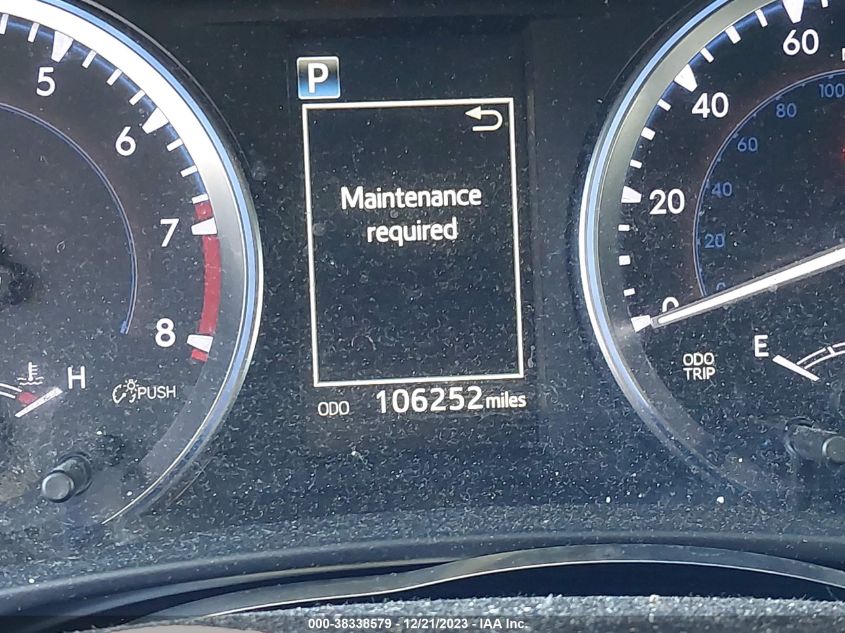 5
6
7
8
H
PUSH
P
Maintenance
required
ODO 106252 miles
60
40
20
0
100
80
60
40
20
0
ODO
TRIP
E
000-38338579 - 12/21/2023 - IAA Inc.